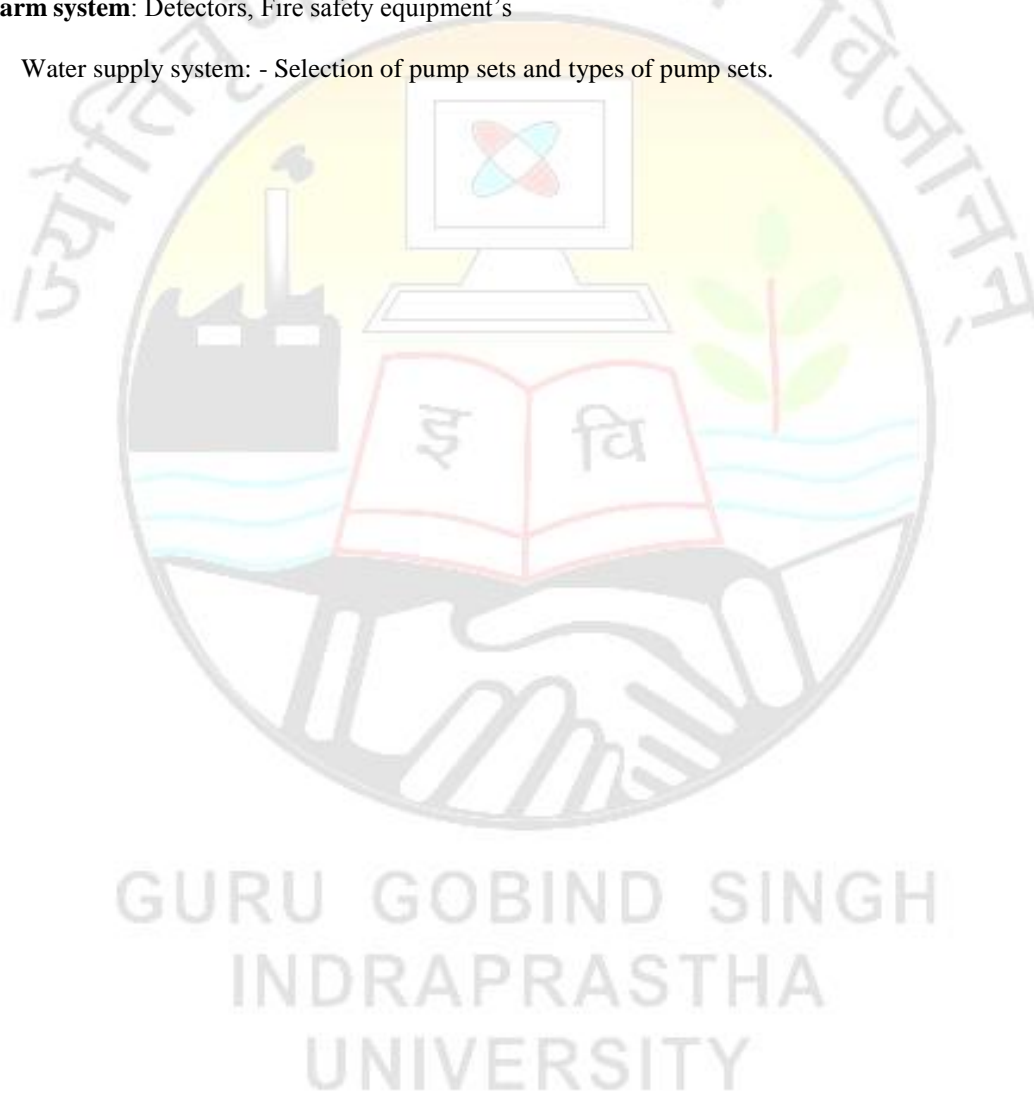 arm system: Detectors, Fire safety equipment's
Water supply system: - Selection of pump sets and types of pump sets.
इ वि
GURU GOBIND SINGH
INDRAPRASTHA
UNIVERSITY